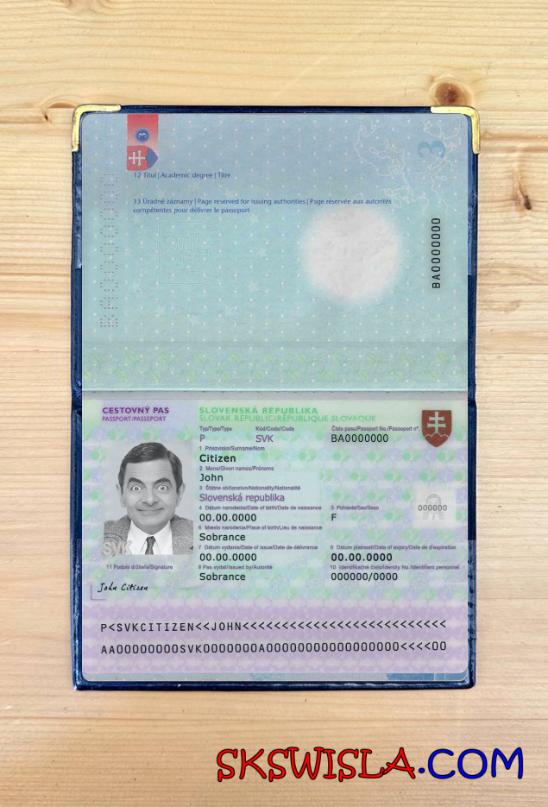 3
12 Titul|Academic degree|Titre
13 Úradné záznamy|Page reserved for issuing authorities|Page réservée aux autorités
compétentes pour délivrer le passeport
BA0000000
CESTOVNÝ PAS
PASSPORT/PASSEPORT
SLOVENSKÁ REPUBLIKA
SLOVAK REPUBLIC/RÉPUBLIQUE SLOVAQUE
Typ/Type/Type Kód/Code/Code Číslo pasu/Passport No./Passeport n°.
P SVK BA0000000
1 Priezvisko/Surname/Nom
Citizen
2 Meno/Given names/Prénoms
John
3 Štátne občianstvo/Nationality/Nationalité
Slovenská republika
4 Dátum narodenia/Date of birth/Date de naissance 5 Pohlavie/Sex/Sexe
00.00.0000 F
000000
6 Miesto narodenia/Place of birth/Lieu de naissance
Sobrance
7 Dátum vydania/Date of issue/Date de délivrance 8 Dátum platnosti/Date of expiry/Date d'expiration
00.00.0000 00.00.0000
9 Pas vydal/Issued by/Autorité 10 Identifikačné číslo/Identity No./Identifiant personnel
Sobrance 000000/0000
SVK
11 Podpis držiteľa/Signature
John Citizen
P<SVKCITIZEN<<JOHN<<<<<<<<<<<<<<<<<<<<<<<<<<
AA00000000SVK0000000A00000000000000000<<<<00
SKSWISLA.COM